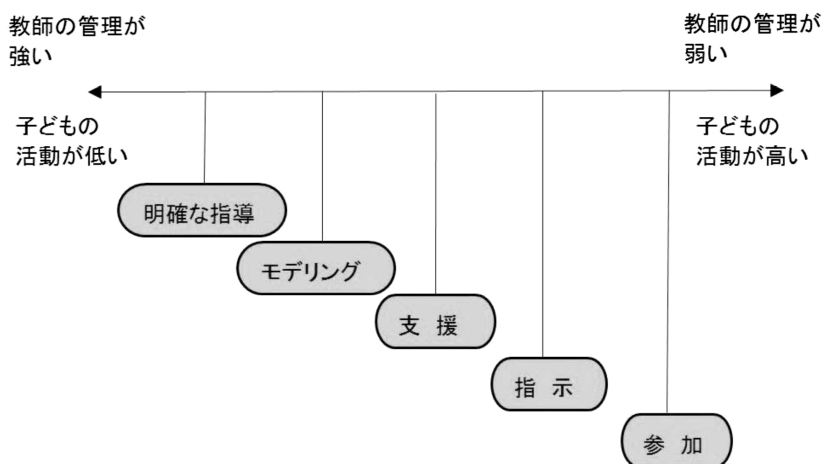 教師の管理が
強い
教師の管理が
弱い
子どもの
活動が低い
子どもの
活動が高い
明確な指導
モデリング
支 援
指 示
参 加